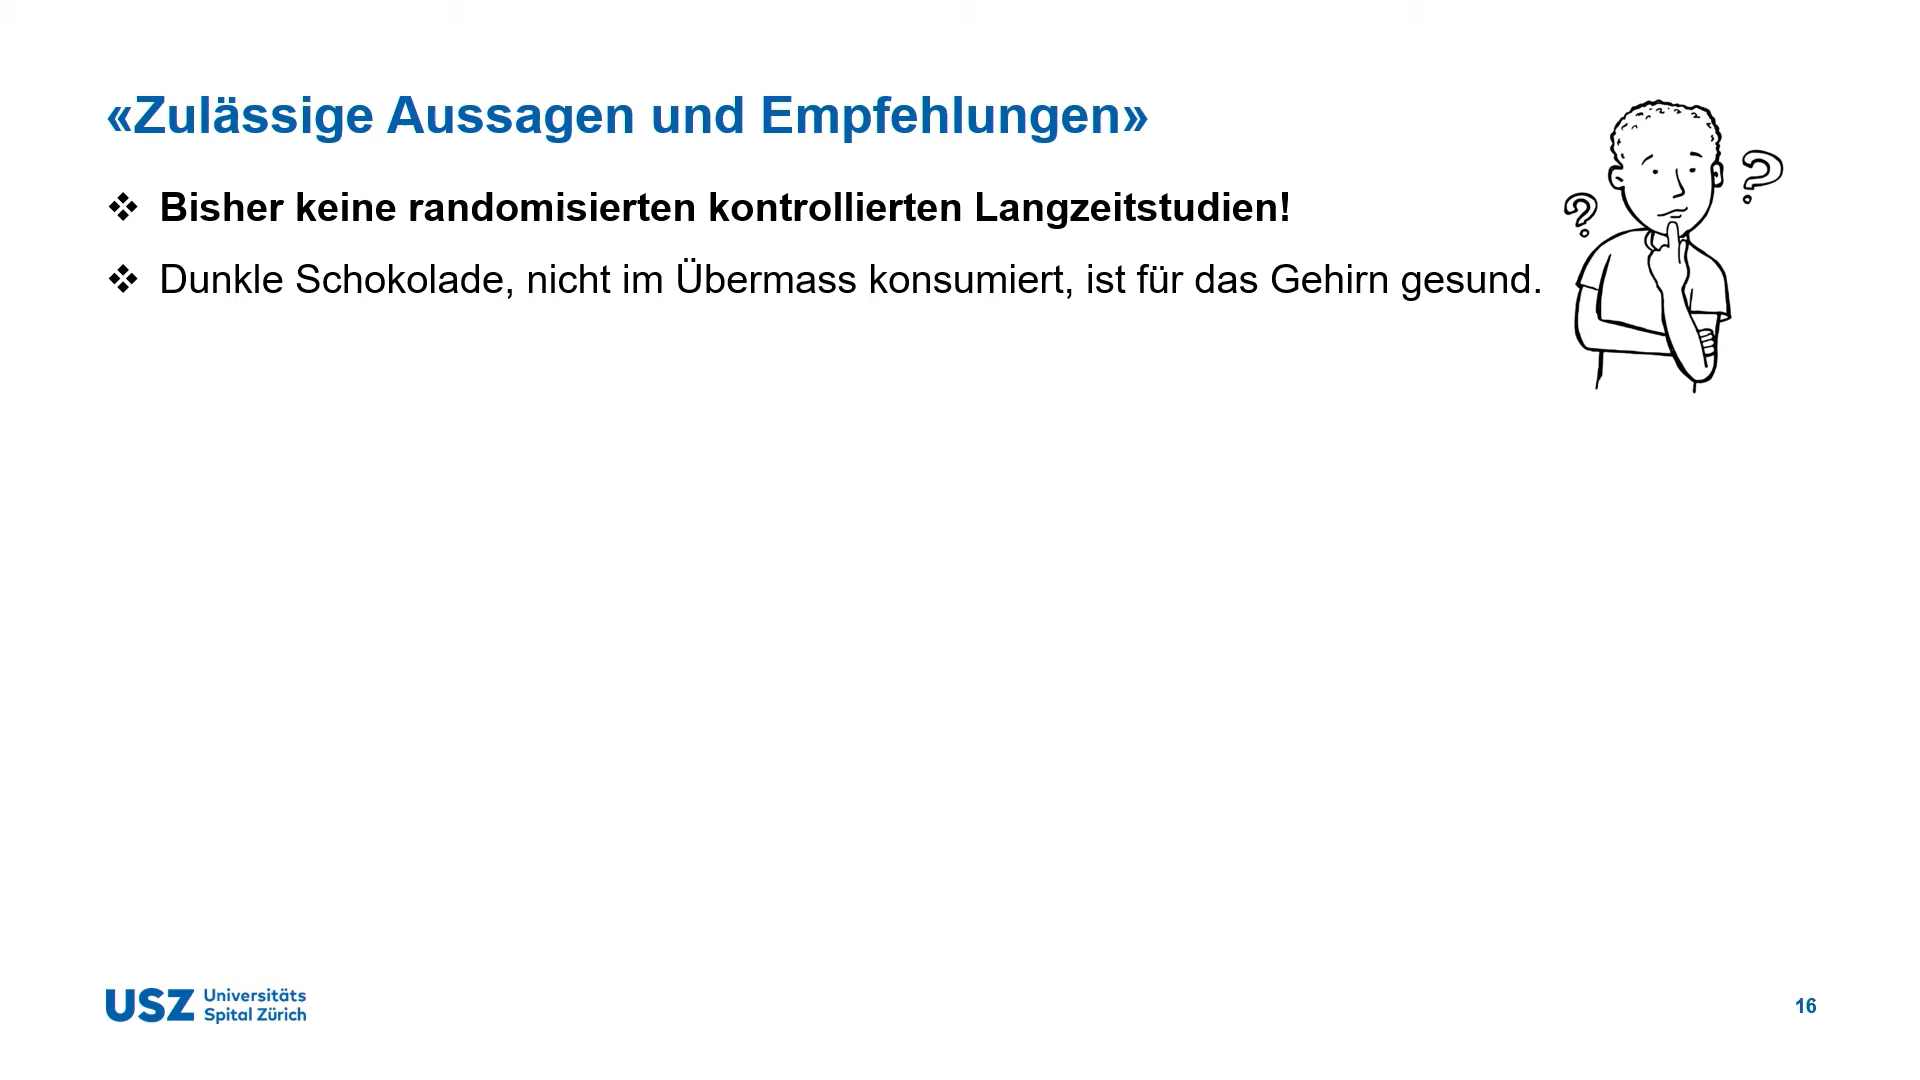 «Zulässige Aussagen und Empfehlungen»
❖ Bisher keine randomisierten kontrollierten Langzeitstudien!
❖ Dunkle Schokolade, nicht im Übermass konsumiert, ist für das Gehirn gesund.
? ?
USZ Universitäts
Spital Zürich
16